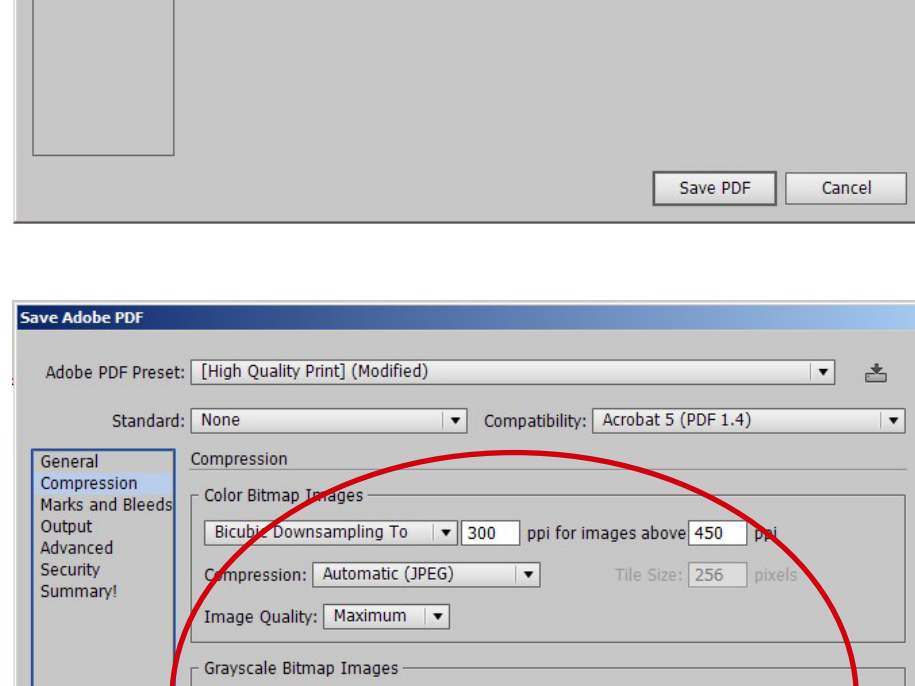 Save PDF Cancel
Save Adobe PDF
Adobe PDF Preset: [High Quality Print] (Modified)
Standard: None Compatibility: Acrobat 5 (PDF 1.4)
General
Compression
Marks and Bleeds
Output
Advanced
Security
Summary!
Compression
Color Bitmap Images
Bicubic Downsampling To 300 ppi for images above 450 ppi
Compression: Automatic (JPEG) Tile Size: 256 pixels
Image Quality: Maximum
Grayscale Bitmap Images